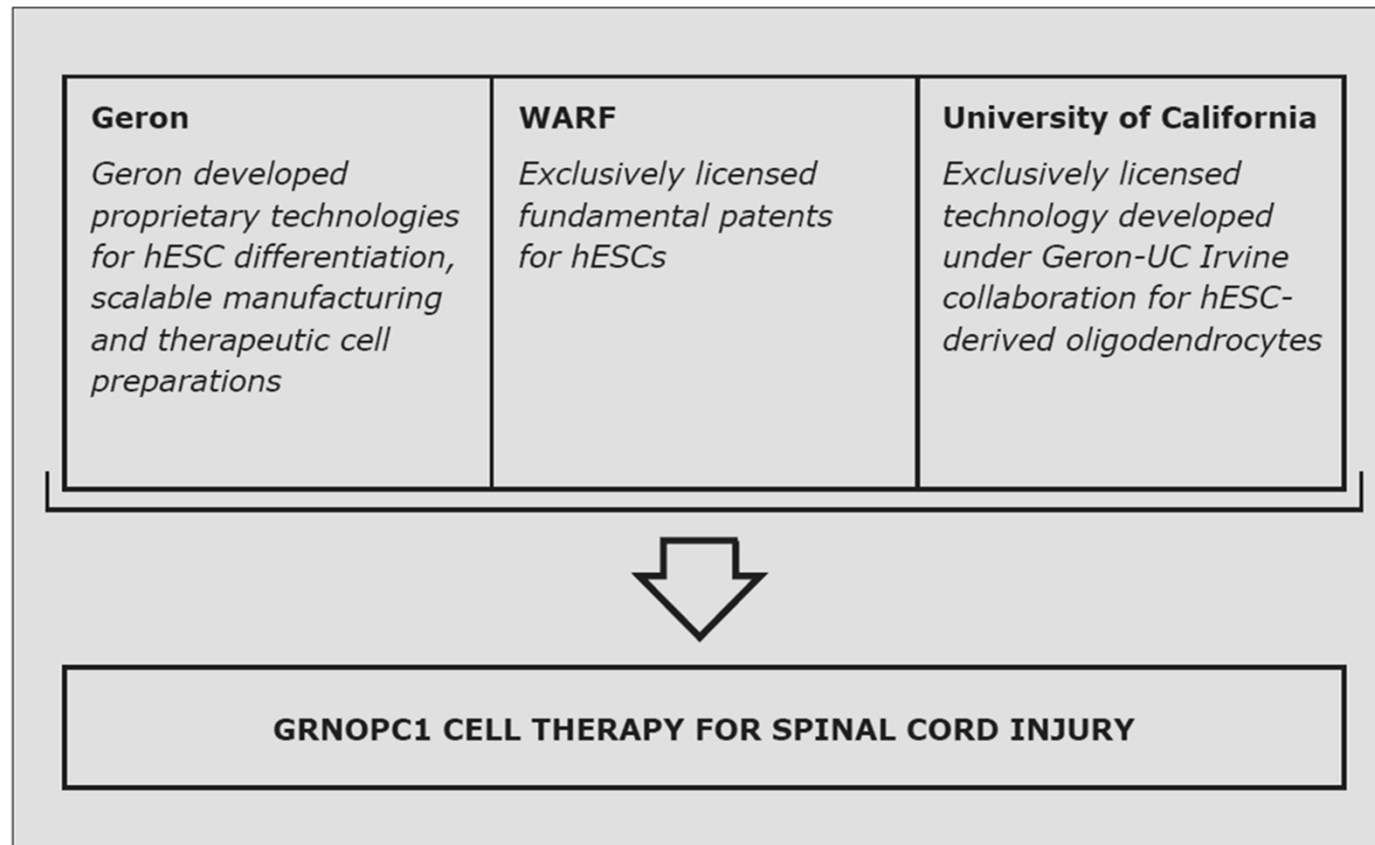 Geron
Geron developed
proprietary technologies
for hESC differentiation,
scalable manufacturing
and therapeutic cell
preparations
WARF
Exclusively licensed
fundamental patents
for hESCs
University of California
Exclusively licensed
technology developed
under Geron-UC Irvine
collaboration for hESC-
derived oligodendrocytes
GRNOPC1 CELL THERAPY FOR SPINAL CORD INJURY